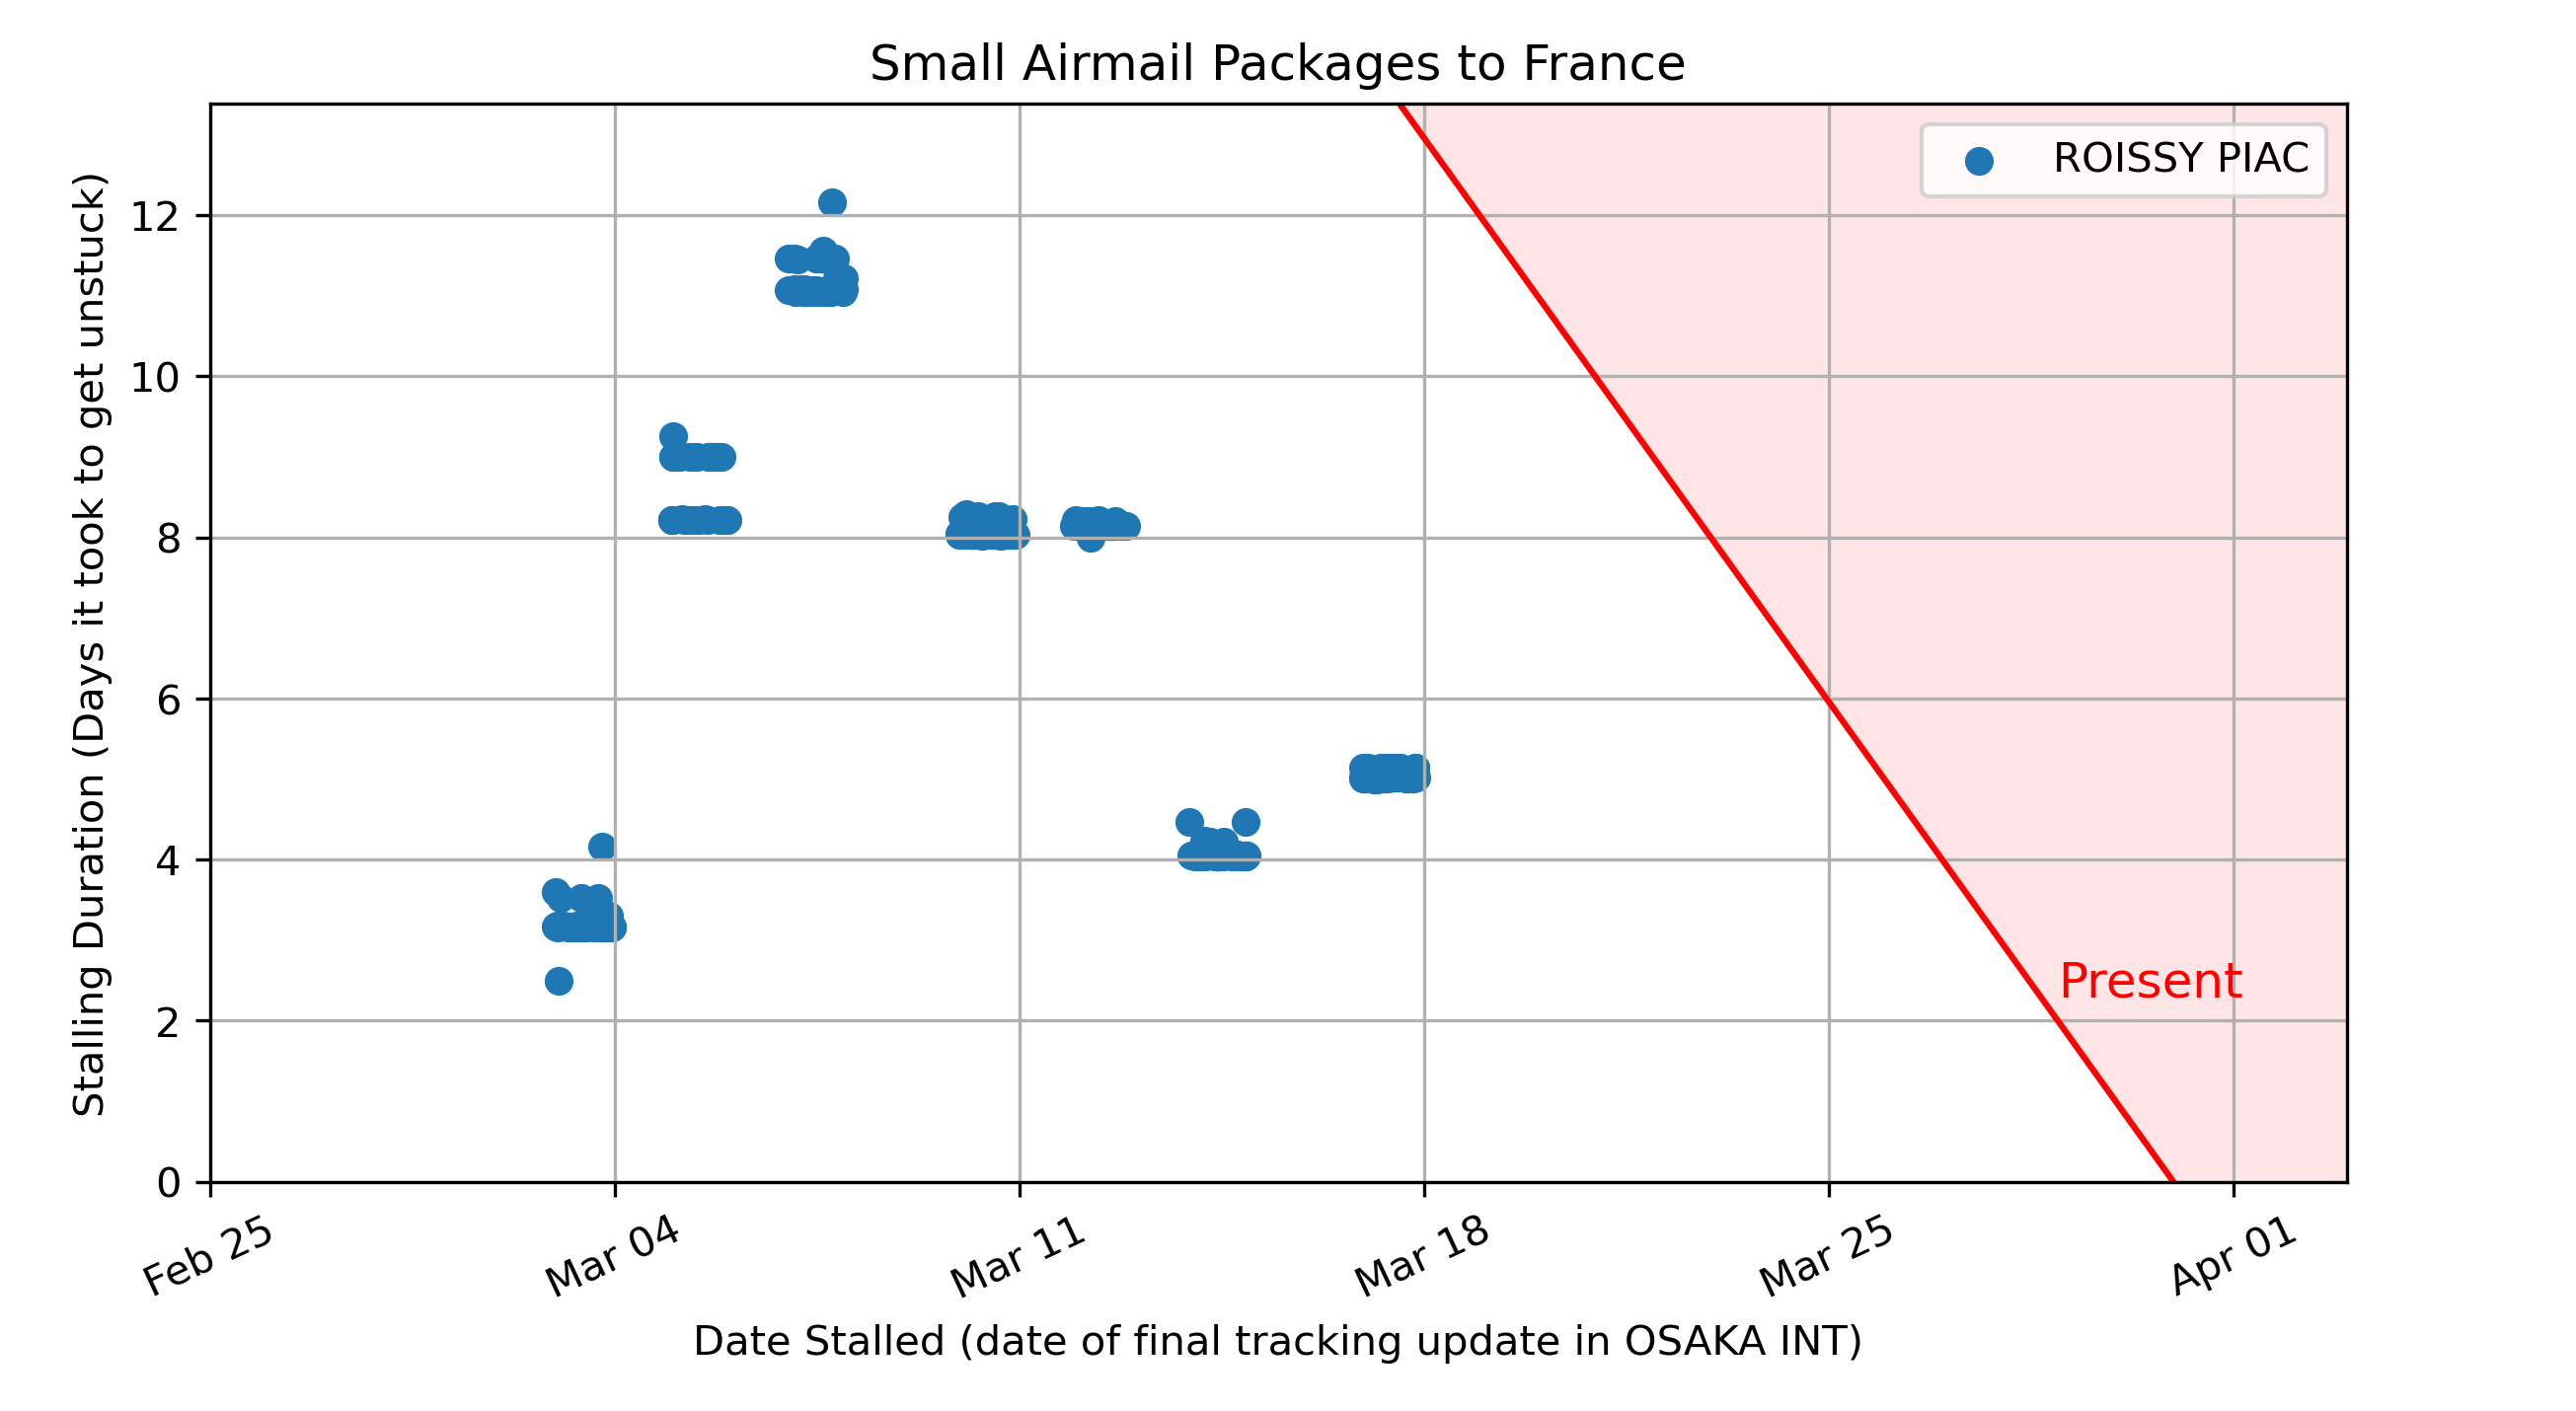 Small Airmail Packages to France
ROISSY PIAC
Stalling Duration (Days it took to get unstuck)
12
10
8
6
4
2
0
Present
Feb 25
Mar 04
Mar 11
Mar 18
Mar 25
Apr 01
Date Stalled (date of final tracking update in OSAKA INT)